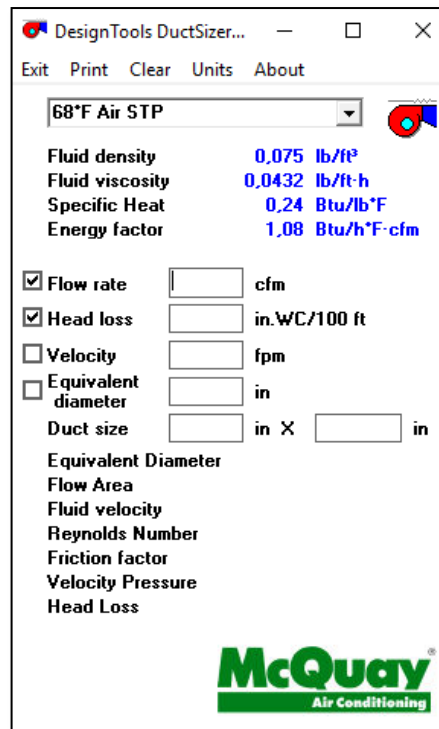 DesignTools DuctSizer...
Exit Print Clear Units About
68°F Air STP
Fluid density 0,075 lb/ft³
Fluid viscosity 0,0432 lb/ft·h
Specific Heat 0,24 Btu/lb°F
Energy factor 1,08 Btu/h°F·cfm
Flow rate cfm
Head loss in.WC/100 ft
Velocity fpm
Equivalent diameter in
Duct size in X in
Equivalent Diameter
Flow Area
Fluid velocity
Reynolds Number
Friction factor
Velocity Pressure
Head Loss
McQuay®
Air Conditioning